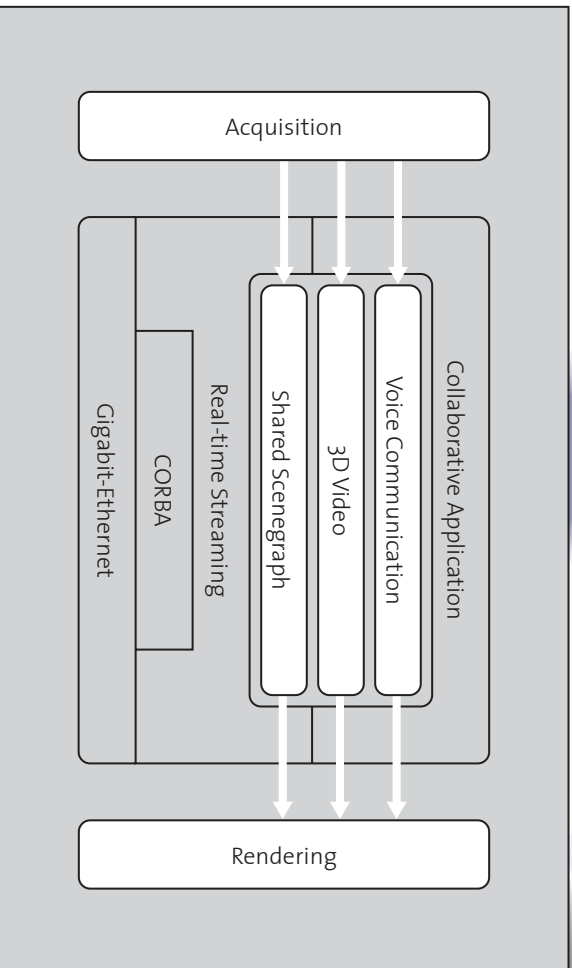 Acquisition
Gigabit-Ethernet
CORBA
Real-time Streaming
Shared Scenegraph
3D Video
Voice Communication
Collaborative Application
Rendering